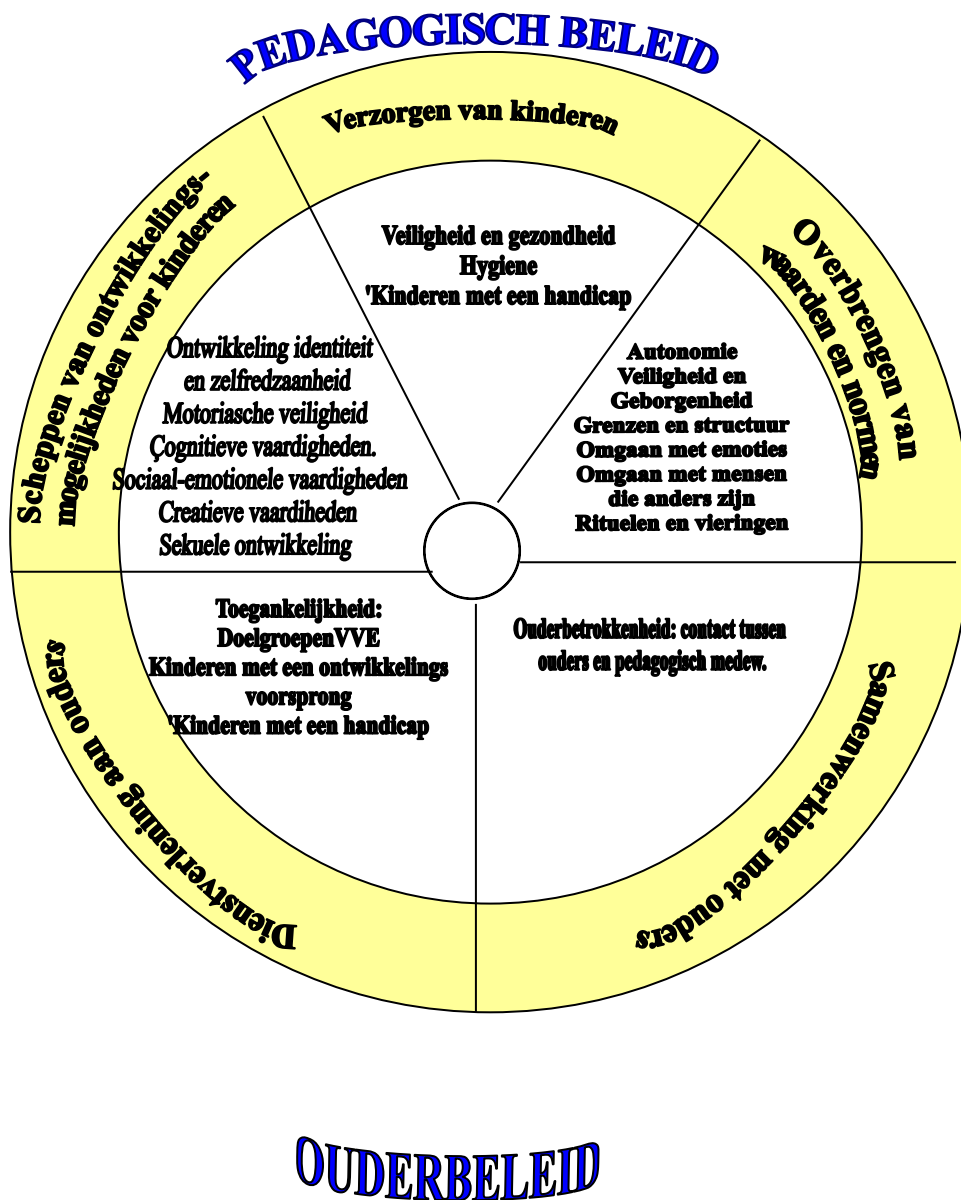 PEDAGOGISCH BELEID
Verzorgen van kinderen
Veiligheid en gezondheid
Hygiene
'Kinderen met een handicap
Overbrengen van
waarden en normen
Autonomie
Veiligheid en
Geborgenheid
Grenzen en structuur
Omgaan met emoties
Omgaan met mensen
die anders zijn
Rituelen en vieringen
Scheppen van ontwikkelings-
mogelijkheden voor kinderen
Ontwikkeling identiteit
en zelfredzaanheid
Motoriasche veiligheid
Çognitieve vaardigheden.
Sociaal-emotionele vaardigheden
Creatieve vaardiheden
Sekuele ontwikkeling
Dienstverlening aan ouders
Toegankelijkheid:
DoelgroepenVVE
Kinderen met een ontwikkelings
voorsprong
'Kinderen met een handicap
Samenwerking met ouders
Ouderbetrokkenheid: contact tussen
ouders en pedagogisch medew.
OUDERBELEID